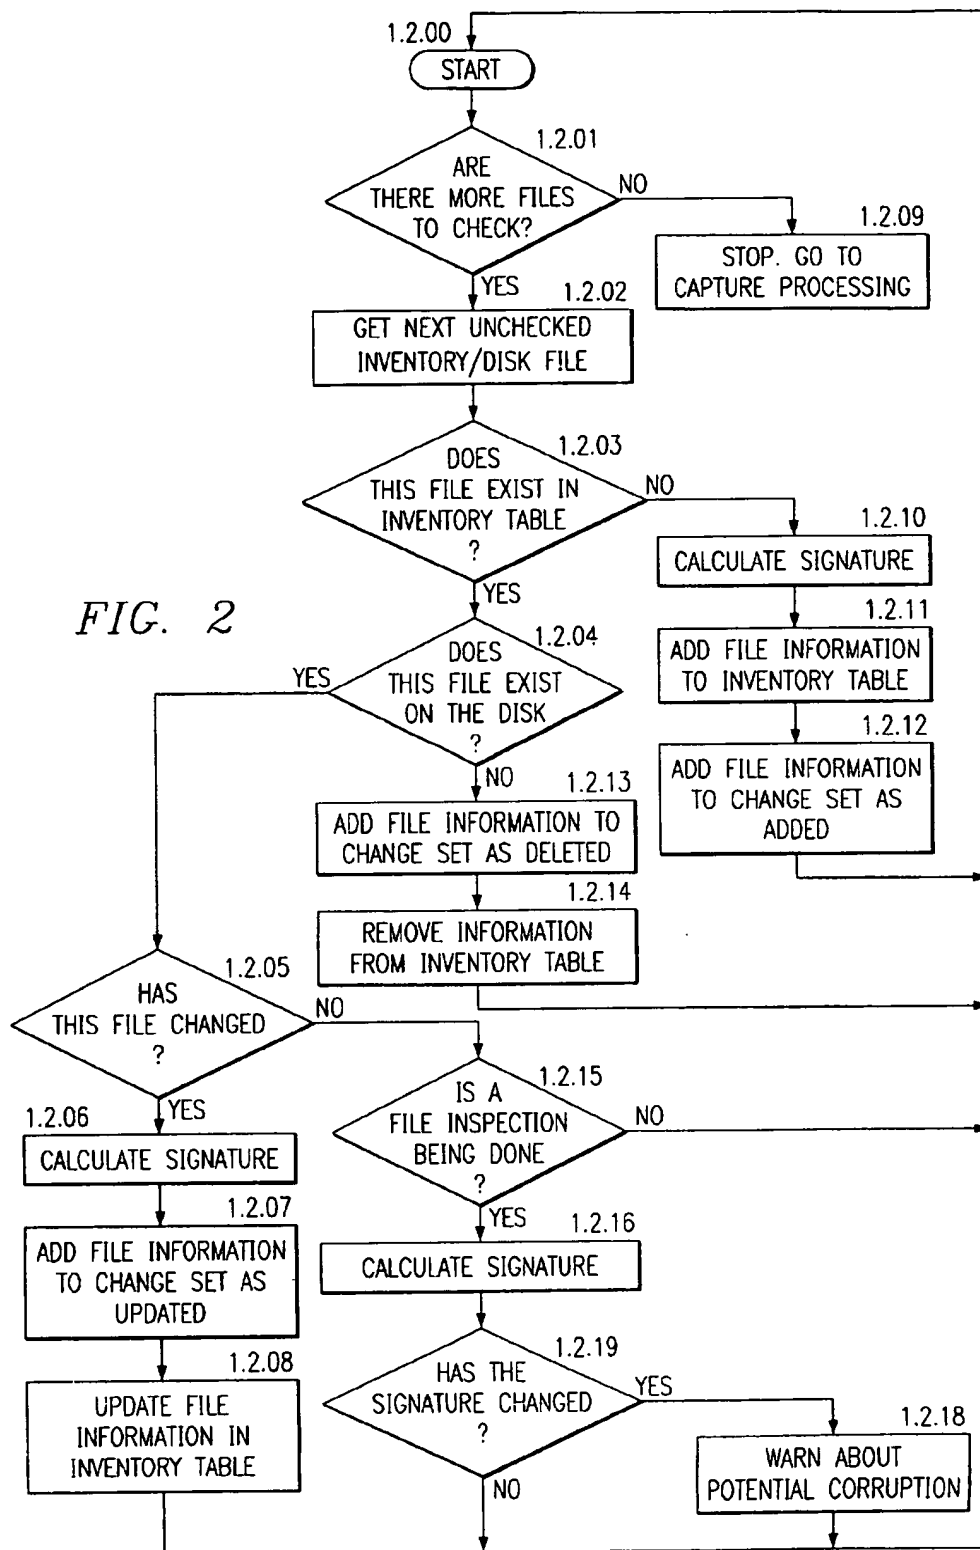 1.2.00
START
1.2.01
ARE
THERE MORE FILES
TO CHECK?
NO
1.2.09
STOP. GO TO
CAPTURE PROCESSING
YES
1.2.02
GET NEXT UNCHECKED
INVENTORY/DISK FILE
1.2.03
DOES
THIS FILE EXIST IN
INVENTORY TABLE
?
NO
1.2.10
CALCULATE SIGNATURE
YES
1.2.11
ADD FILE INFORMATION
TO INVENTORY TABLE
1.2.12
ADD FILE INFORMATION
TO CHANGE SET AS
ADDED
FIG. 2
1.2.04
DOES
THIS FILE EXIST
ON THE DISK
?
YES
NO
1.2.13
ADD FILE INFORMATION TO
CHANGE SET AS DELETED
1.2.14
REMOVE INFORMATION
FROM INVENTORY TABLE
1.2.05
HAS
THIS FILE CHANGED
?
NO
YES
1.2.06
CALCULATE SIGNATURE
1.2.07
ADD FILE INFORMATION
TO CHANGE SET AS
UPDATED
1.2.08
UPDATE FILE
INFORMATION IN
INVENTORY TABLE
1.2.15
IS A
FILE INSPECTION
BEING DONE
?
NO
YES
1.2.16
CALCULATE SIGNATURE
1.2.19
HAS THE
SIGNATURE CHANGED
?
YES
NO
1.2.18
WARN ABOUT
POTENTIAL CORRUPTION